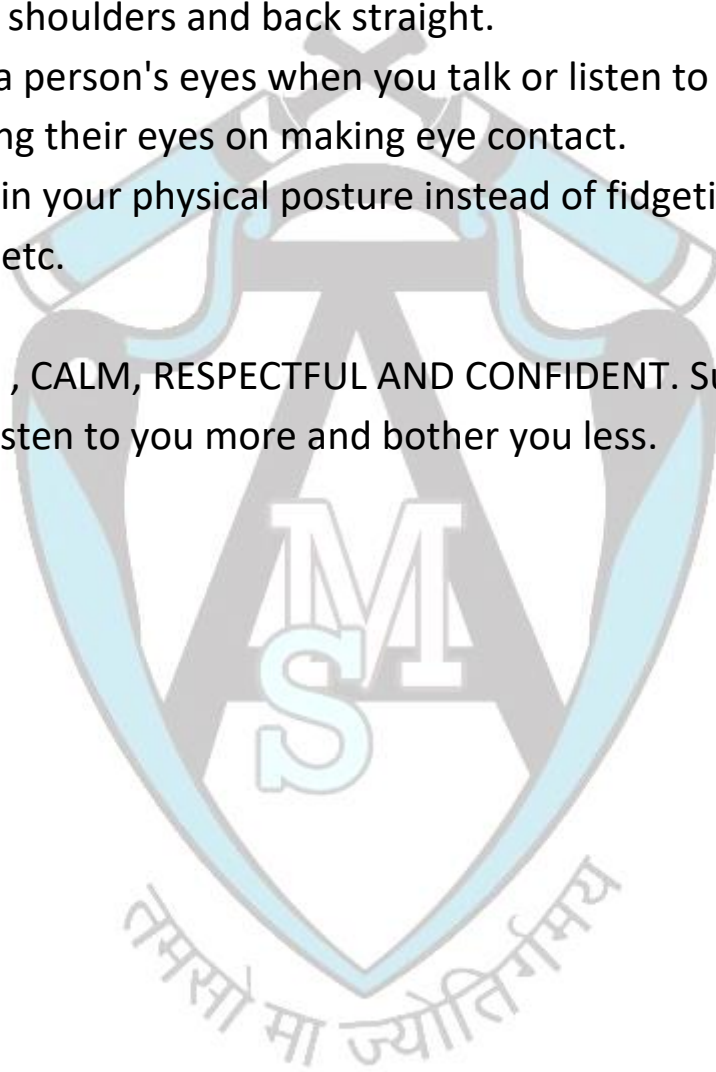 shoulders and back straight.
a person's eyes when you talk or listen to
ng their eyes on making eye contact.
in your physical posture instead of fidgeti
etc.
, CALM, RESPECTFUL AND CONFIDENT. Su
sten to you more and bother you less.
A
M
S
तमसो मा ज्योतिर्गमय